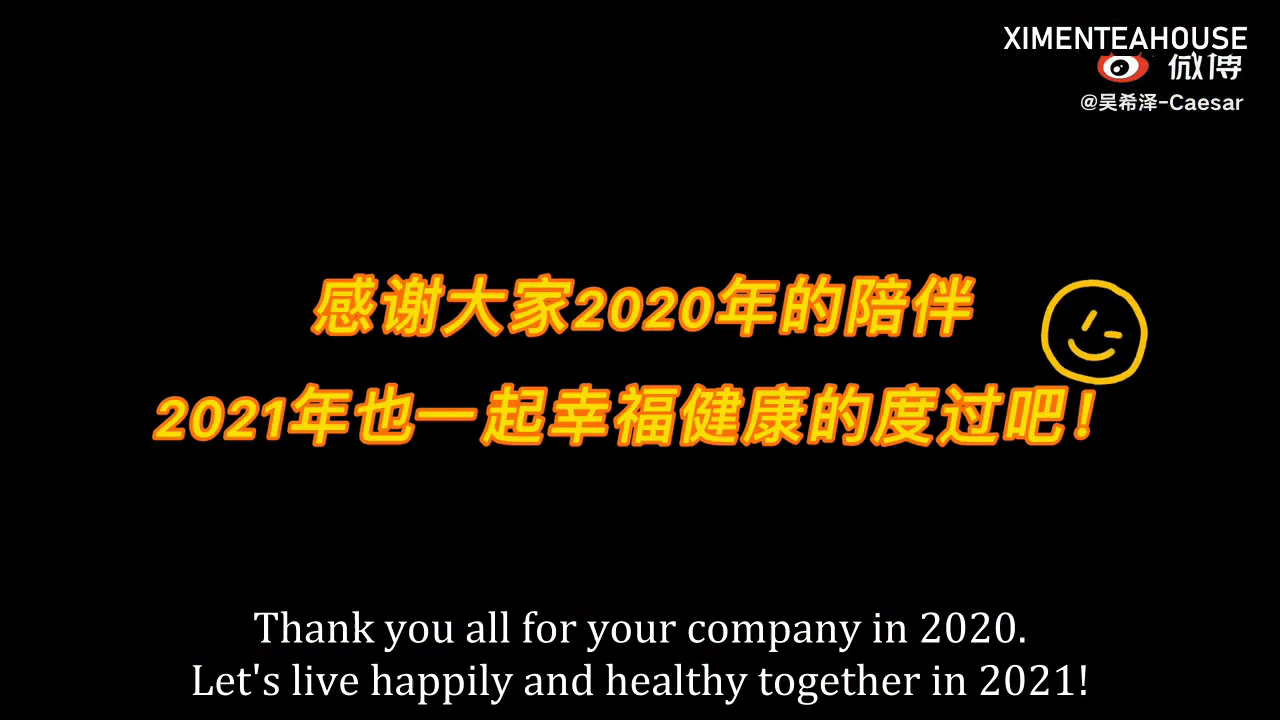 XIMENTEAHOUSE
微博
@吴希泽-Caesar
感谢大家2020年的陪伴
2021年也一起幸福健康的度过吧！
Thank you all for your company in 2020.
Let's live happily and healthy together in 2021!